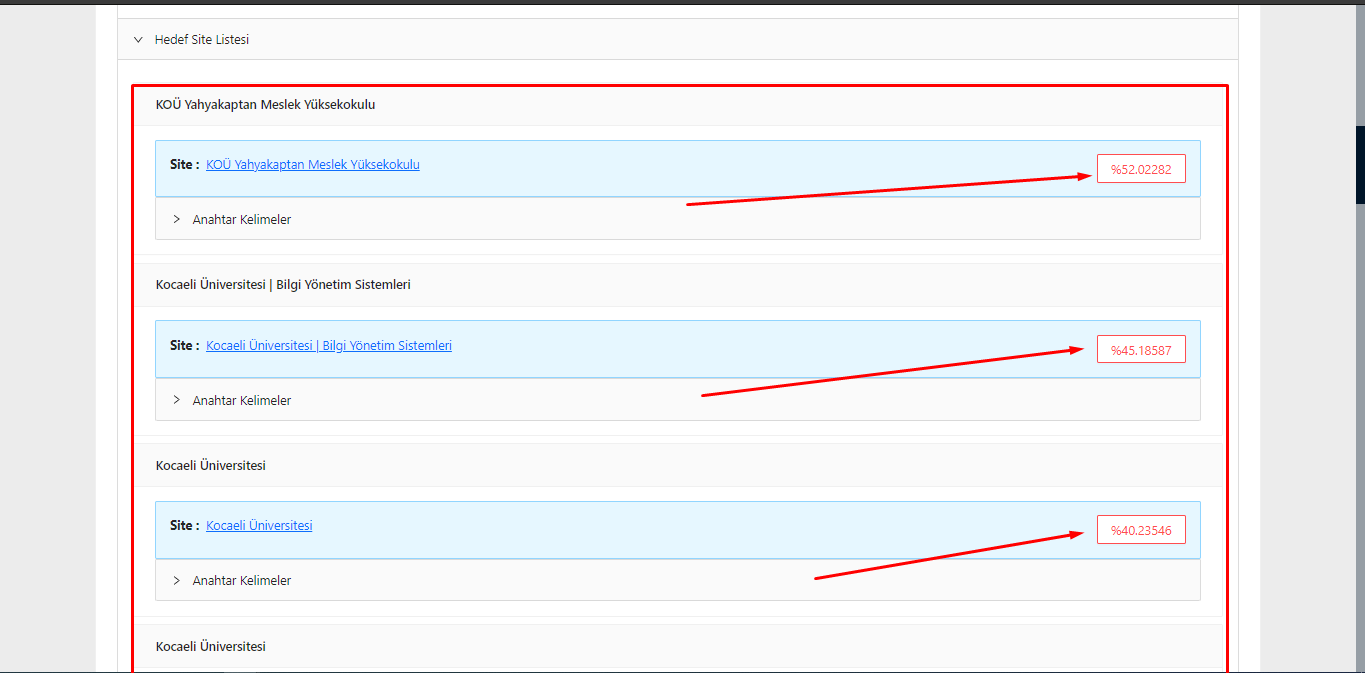 Hedef Site Listesi
KOÜ Yahyakaptan Meslek Yüksekokulu
Site : KOÜ Yahyakaptan Meslek Yüksekokulu %52.02282
Anahtar Kelimeler
Kocaeli Üniversitesi | Bilgi Yönetim Sistemleri
Site : Kocaeli Üniversitesi | Bilgi Yönetim Sistemleri %45.18587
Anahtar Kelimeler
Kocaeli Üniversitesi
Site : Kocaeli Üniversitesi %40.23546
Anahtar Kelimeler
Kocaeli Üniversitesi